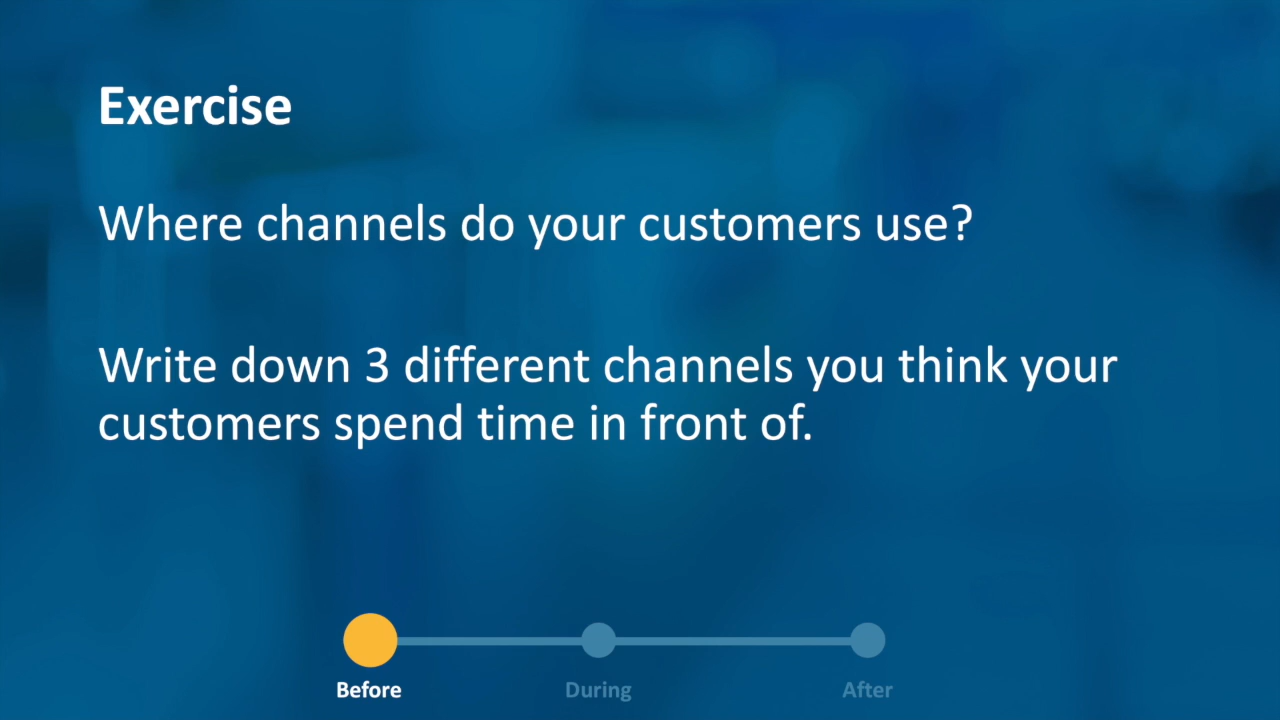 Exercise
Where channels do your customers use?
Write down 3 different channels you think your
customers spend time in front of.
Before
During
After